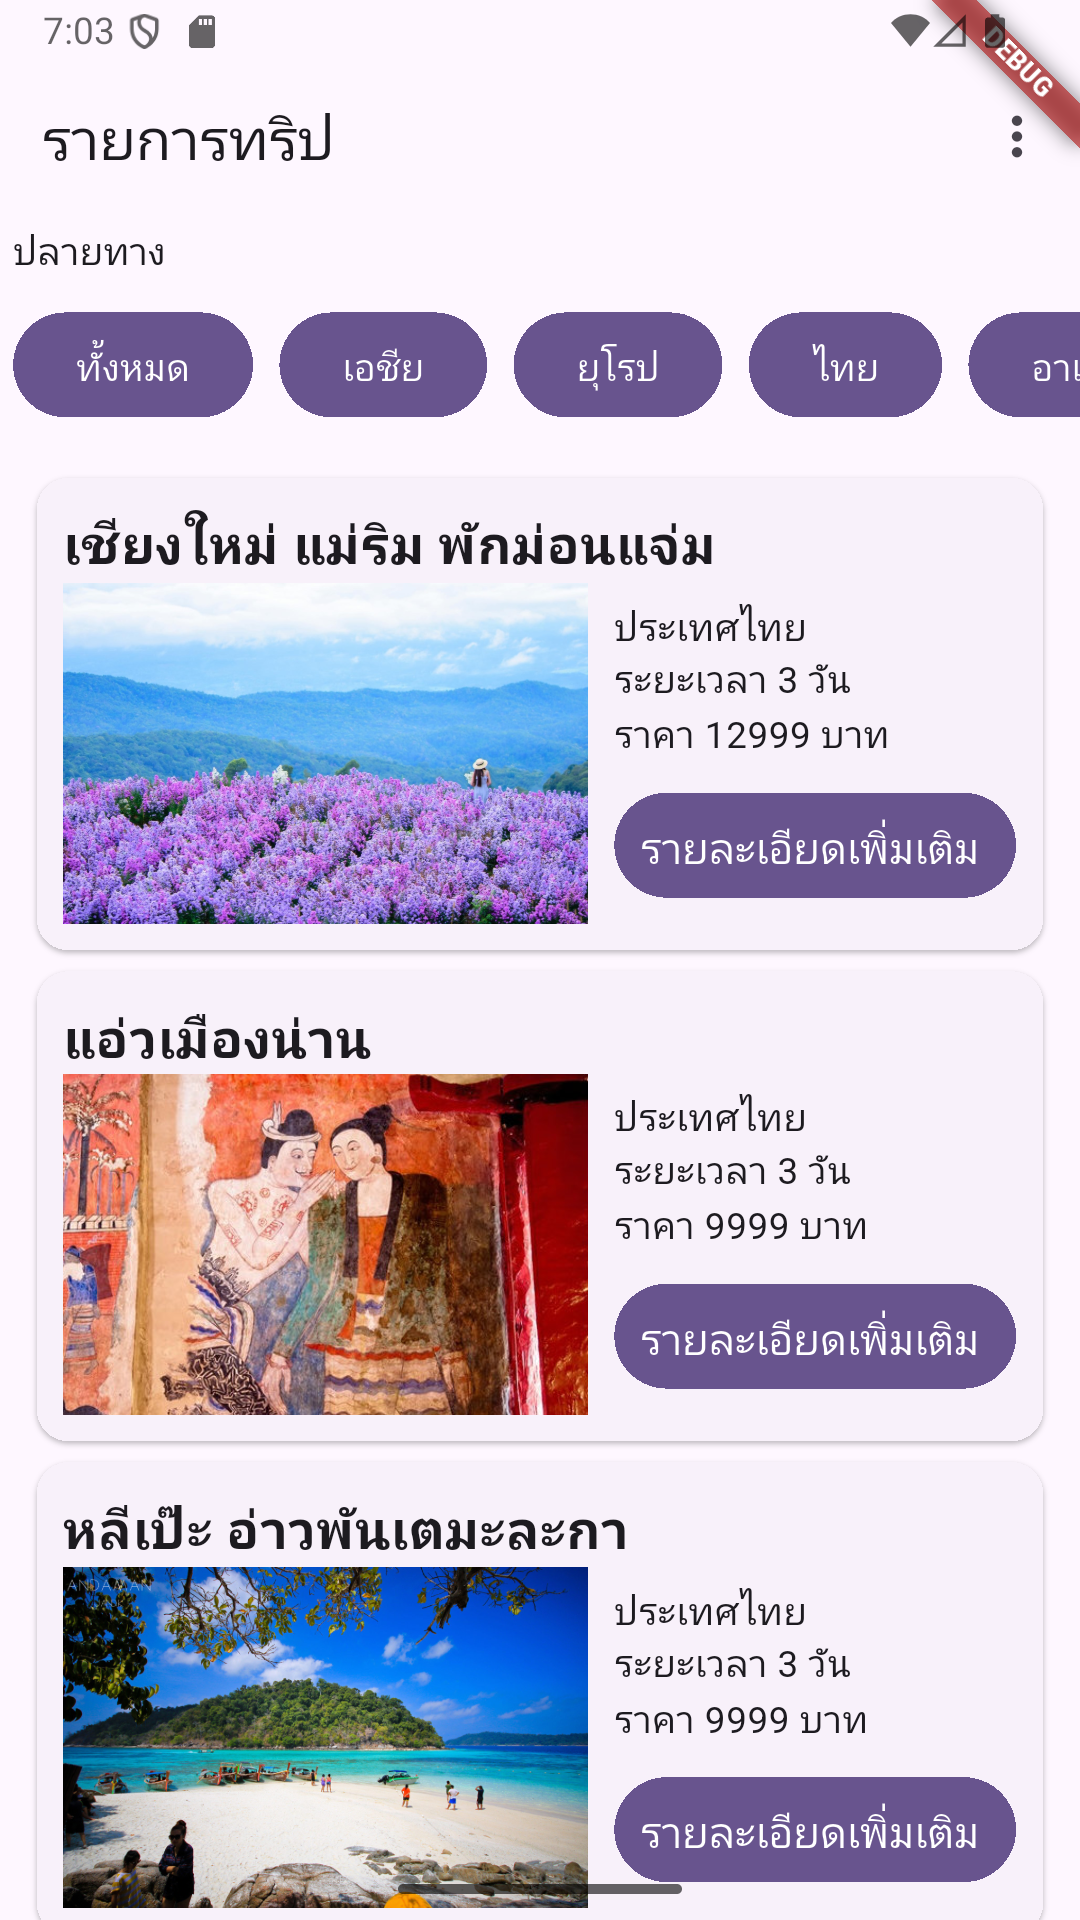 7:03
DEBUG
รายการทริป
ปลายทาง
ทั้งหมด
เอเชีย
ยุโรป
ไทย
เชียงใหม่ แม่ริม พักม่อนแจ่ม
ประเทศไทย
ระยะเวลา 3 วัน
ราคา 12999 บาท
รายละเอียดเพิ่มเติม
แอ่วเมืองน่าน
ประเทศไทย
ระยะเวลา 3 วัน
ราคา 9999 บาท
รายละเอียดเพิ่มเติม
หลีเป๊ะ อ่าวพันเตมะละกา
ANDAMAN
ประเทศไทย
ระยะเวลา 3 วัน
ราคา 9999 บาท
รายละเอียดเพิ่มเติม